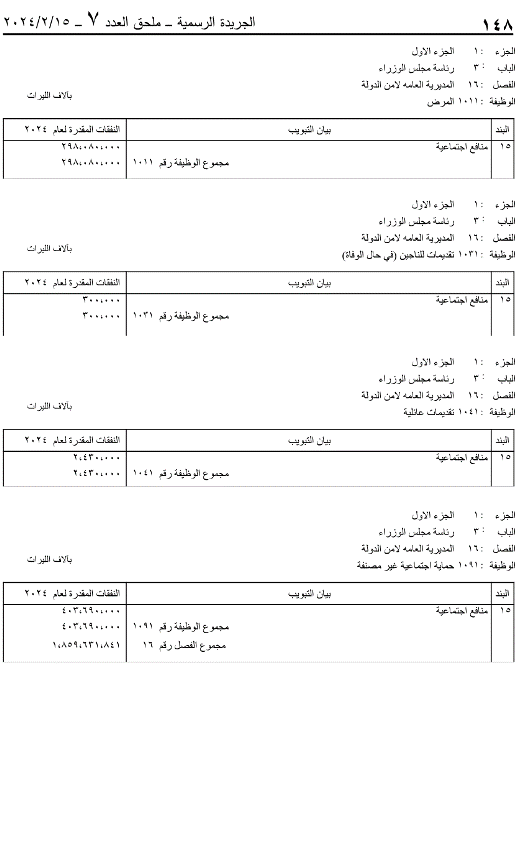 ١٤٨ الجريدة الرسمية – ملحق العدد ٧ – ٢٠٢٤/٢/١٥
الجزء : ١ الجزء الاول
الباب : ٣ رئاسة مجلس الوزراء
الفصل : ١٦ المديرية العامه لامن الدولة
الوظيفة : ١٠١١ المرض
بآلاف الليرات
البند بيان التبويب النفقات المقدرة لعام ٢٠٢٤
١٥ منافع اجتماعية ٢٩٨،٠٨٠،٠٠٠
مجموع الوظيفة رقم ١٠١١ ٢٩٨،٠٨٠،٠٠٠
الجزء : ١ الجزء الاول
الباب : ٣ رئاسة مجلس الوزراء
الفصل : ١٦ المديرية العامه لامن الدولة
الوظيفة : ١٠٣١ تقديمات للناجين (في حال الوفاة)
بآلاف الليرات
البند بيان التبويب النفقات المقدرة لعام ٢٠٢٤
١٥ منافع اجتماعية ٣٠٠،٠٠٠
مجموع الوظيفة رقم ١٠٣١ ٣٠٠،٠٠٠
الجزء : ١ الجزء الاول
الباب : ٣ رئاسة مجلس الوزراء
الفصل : ١٦ المديرية العامه لامن الدولة
الوظيفة : ١٠٤١ تقديمات عائلية
بآلاف الليرات
البند بيان التبويب النفقات المقدرة لعام ٢٠٢٤
١٥ منافع اجتماعية ٢،٤٣٠،٠٠٠
مجموع الوظيفة رقم ١٠٤١ ٢،٤٣٠،٠٠٠
الجزء : ١ الجزء الاول
الباب : ٣ رئاسة مجلس الوزراء
الفصل : ١٦ المديرية العامه لامن الدولة
الوظيفة : ١٠٩١ حماية اجتماعية غير مصنفة
بآلاف الليرات
البند بيان التبويب النفقات المقدرة لعام ٢٠٢٤
١٥ منافع اجتماعية ٤٠٣،٦٩٠،٠٠٠
مجموع الوظيفة رقم ١٠٩١ ٤٠٣،٦٩٠،٠٠٠
مجموع الفصل رقم ١٦ ١،٨٥٩،٦٣١،٨٤١